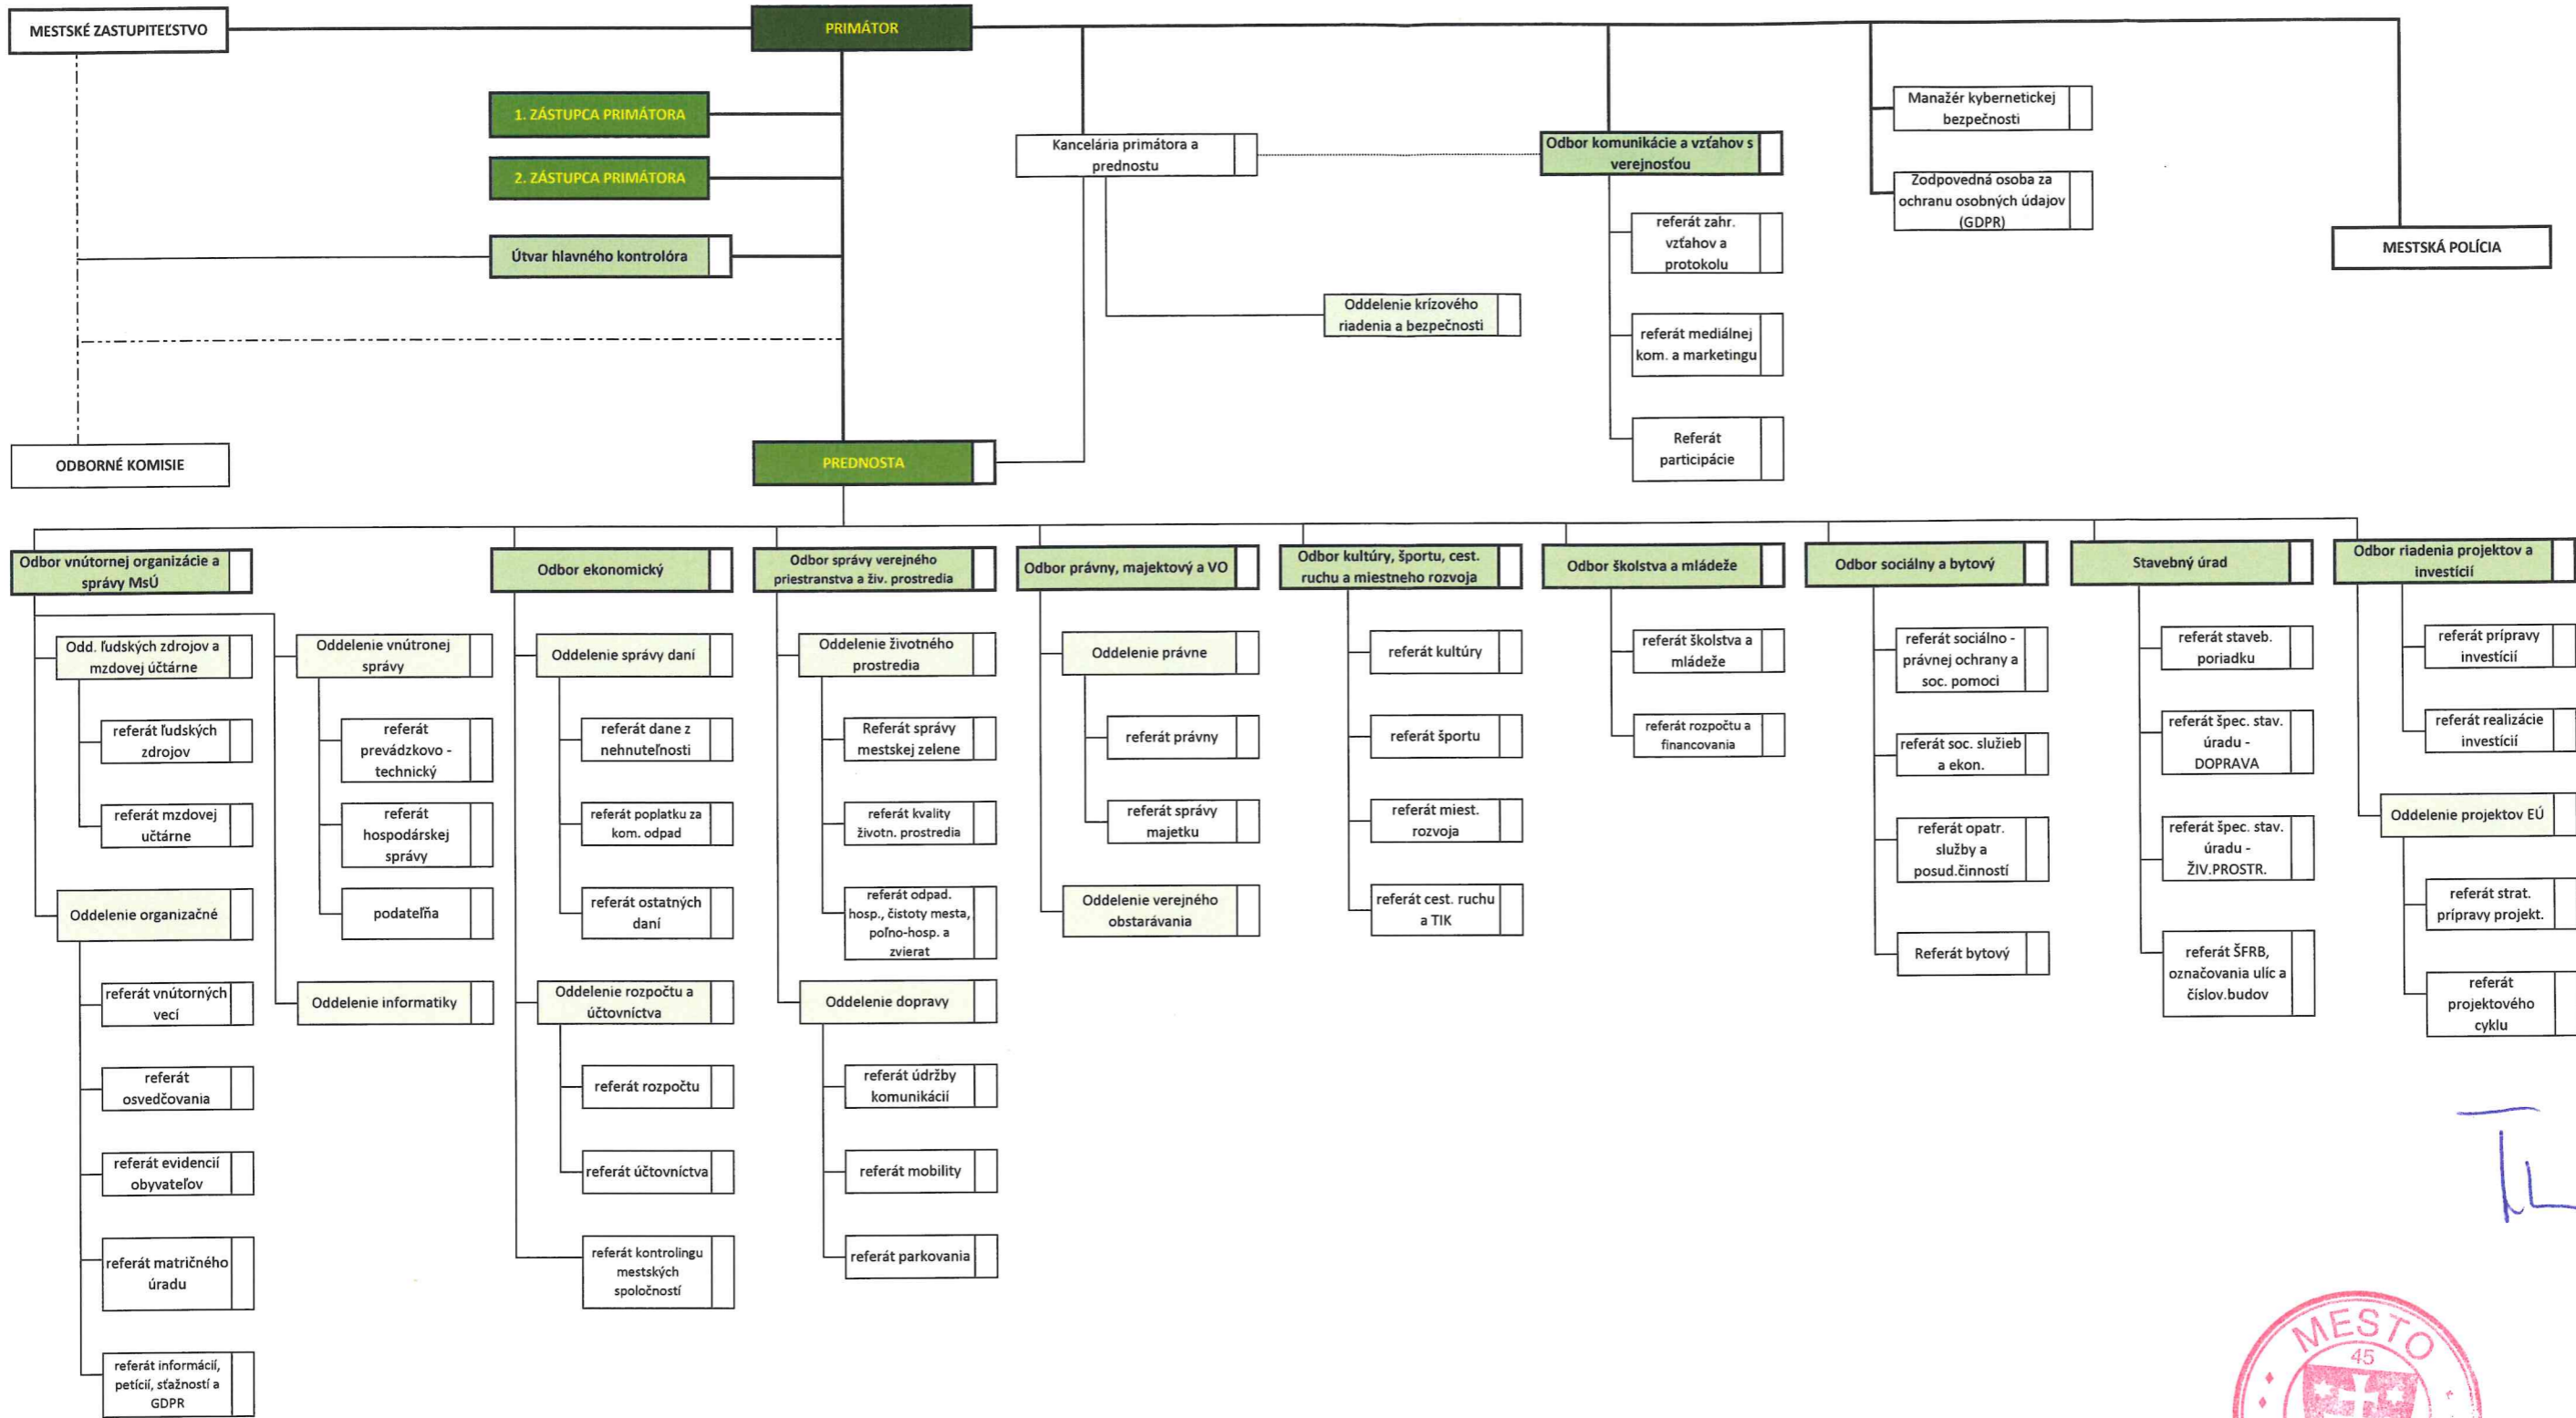 MESTSKÉ ZASTUPITEĽSTVO
PRIMÁTOR
1. ZÁSTUPCA PRIMÁTORA
2. ZÁSTUPCA PRIMÁTORA
Útvar hlavného kontrolóra
Kancelária primátora a
prednostu
Odbor komunikácie a vzťahov s
verejnosťou
Manažér kybernetickej
bezpečnosti
Zodpovedná osoba za
ochranu osobných údajov
(GDPR)
MESTSKÁ POLÍCIA
referát zahr.
vzťahov a
protokolu
Oddelenie krízového
riadenia a bezpečnosti
referát mediálnej
kom. a marketingu
Referát
participácie
ODBORNÉ KOMISIE
PREDNOSTA
Odbor vnútornej organizácie a
správy MsÚ
Odd. ľudských zdrojov a
mzdovej účtárne
referát ľudských
zdrojov
referát mzdovej
učtárne
Oddelenie organizačné
referát vnútorných
vecí
referát
osvedčovania
referát evidencií
obyvateľov
referát matričného
úradu
referát informácií,
petícií, sťažností a
GDPR
Oddelenie vnútronej
správy
referát
prevádzkovo -
technický
referát
hospodárskej
správy
podateľňa
Oddelenie informatiky
Odbor ekonomický
Oddelenie správy daní
referát dane z
nehnuteľnosti
referát poplatku za
kom. odpad
referát ostatných
daní
Oddelenie rozpočtu a
účtovníctva
referát rozpočtu
referát účtovníctva
referát kontrolingu
mestských
spoločností
Odbor správy verejného
priestranstva a živ. prostredia
Oddelenie životného
prostredia
Referát správy
mestskej zelene
referát kvality
životn. prostredia
referát odpad.
hosp., čistoty mesta,
poľno-hosp. a
zvierat
Oddelenie dopravy
referát údržby
komunikácií
referát mobility
referát parkovania
Odbor právny, majektový a VO
Oddelenie právne
referát právny
referát správy
majetku
Oddelenie verejného
obstarávania
Odbor kultúry, športu, cest.
ruchu a miestneho rozvoja
referát kultúry
referát športu
referát miest.
rozvoja
referát cest. ruchu
a TIK
Odbor školstva a mládeže
referát školstva a
mládeže
referát rozpočtu a
financovania
Odbor sociálny a bytový
referát sociálno -
právnej ochrany a
soc. pomoci
referát soc. služieb
a ekon.
referát opatr.
služby a
posud.činností
Referát bytový
Stavebný úrad
referát staveb.
poriadku
referát špec. stav.
úradu -
DOPRAVA
referát špec. stav.
úradu -
ŽIV.PROSTR.
referát ŠFRB,
označovania ulíc a
číslov.budov
Odbor riadenia projektov a
investícií
referát prípravy
investícií
referát realizácie
investícií
Oddelenie projektov EÚ
referát strat.
prípravy projekt.
referát
projektového
cyklu
MESTO
45